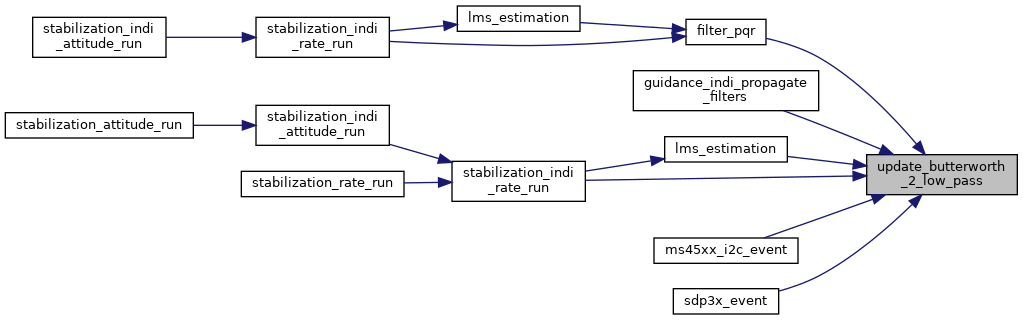 stabilization_indi
_attitude_run
stabilization_indi
_rate_run
lms_estimation
filter_pqr
guidance_indi_propagate
_filters
stabilization_attitude_run
stabilization_indi
_attitude_run
lms_estimation
stabilization_rate_run
stabilization_indi
_rate_run
update_butterworth
_2_low_pass
ms45xx_i2c_event
sdp3x_event